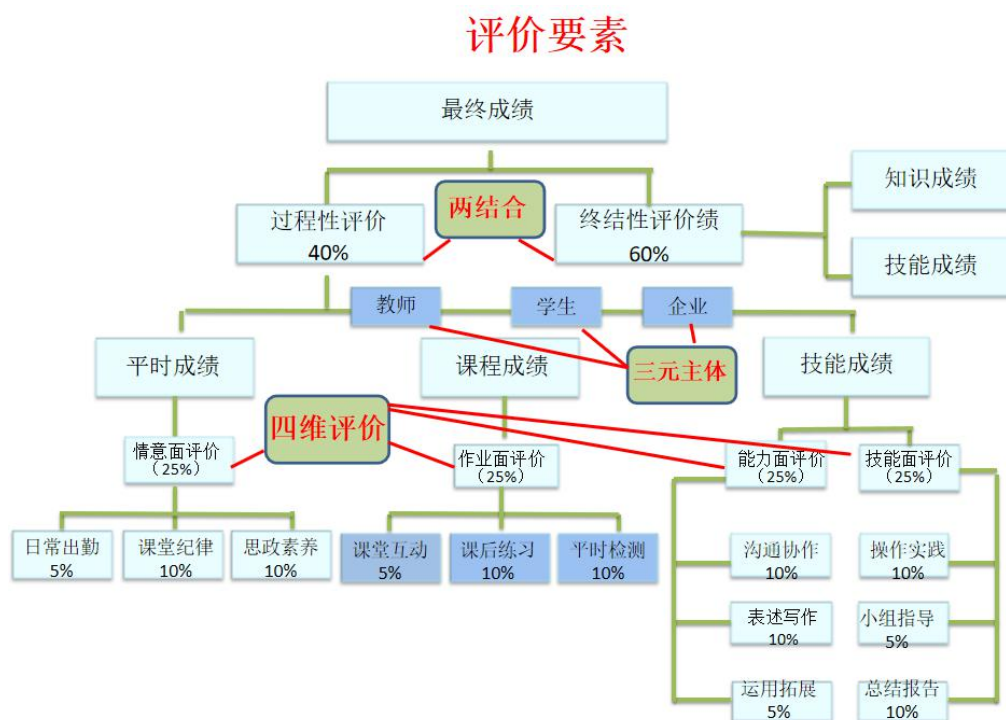 评价要素
最终成绩
知识成绩
两结合
过程性评价
40%
终结性评价绩
60%
技能成绩
教师
学生
企业
平时成绩
课程成绩
三元主体
技能成绩
四维评价
情意面评价
(25%)
作业面评价
(25%)
能力面评价
(25%)
技能面评价
(25%)
日常出勤
5%
课堂纪律
10%
思政素养
10%
课堂互动
5%
课后练习
10%
平时检测
10%
沟通协作
10%
操作实践
10%
表述写作
10%
小组指导
5%
运用拓展
5%
总结报告
10%